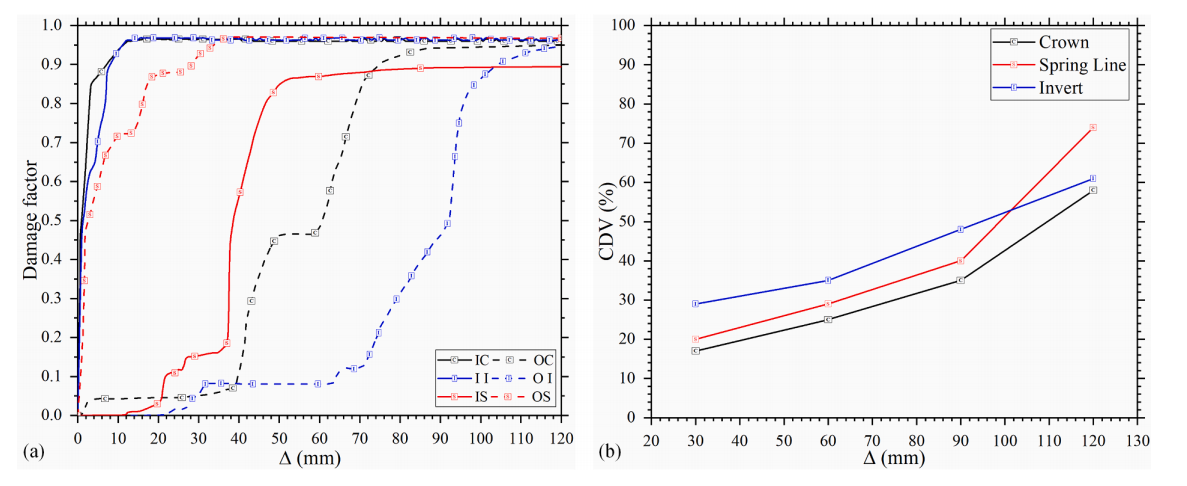 1.0
0.9
0.8
0.7
0.6
0.5
0.4
0.3
0.2
0.1
0.0
Damage factor
0 10 20 30 40 50 60 70 80 90 100 110 120
Δ (mm)
(a)
IC OC
I I O I
IS OS
100
90
80
70
60
50
40
30
20
10
0
CDV (%)
20 30 40 50 60 70 80 90 100 110 120 130
Δ (mm)
(b)
Crown
Spring Line
Invert